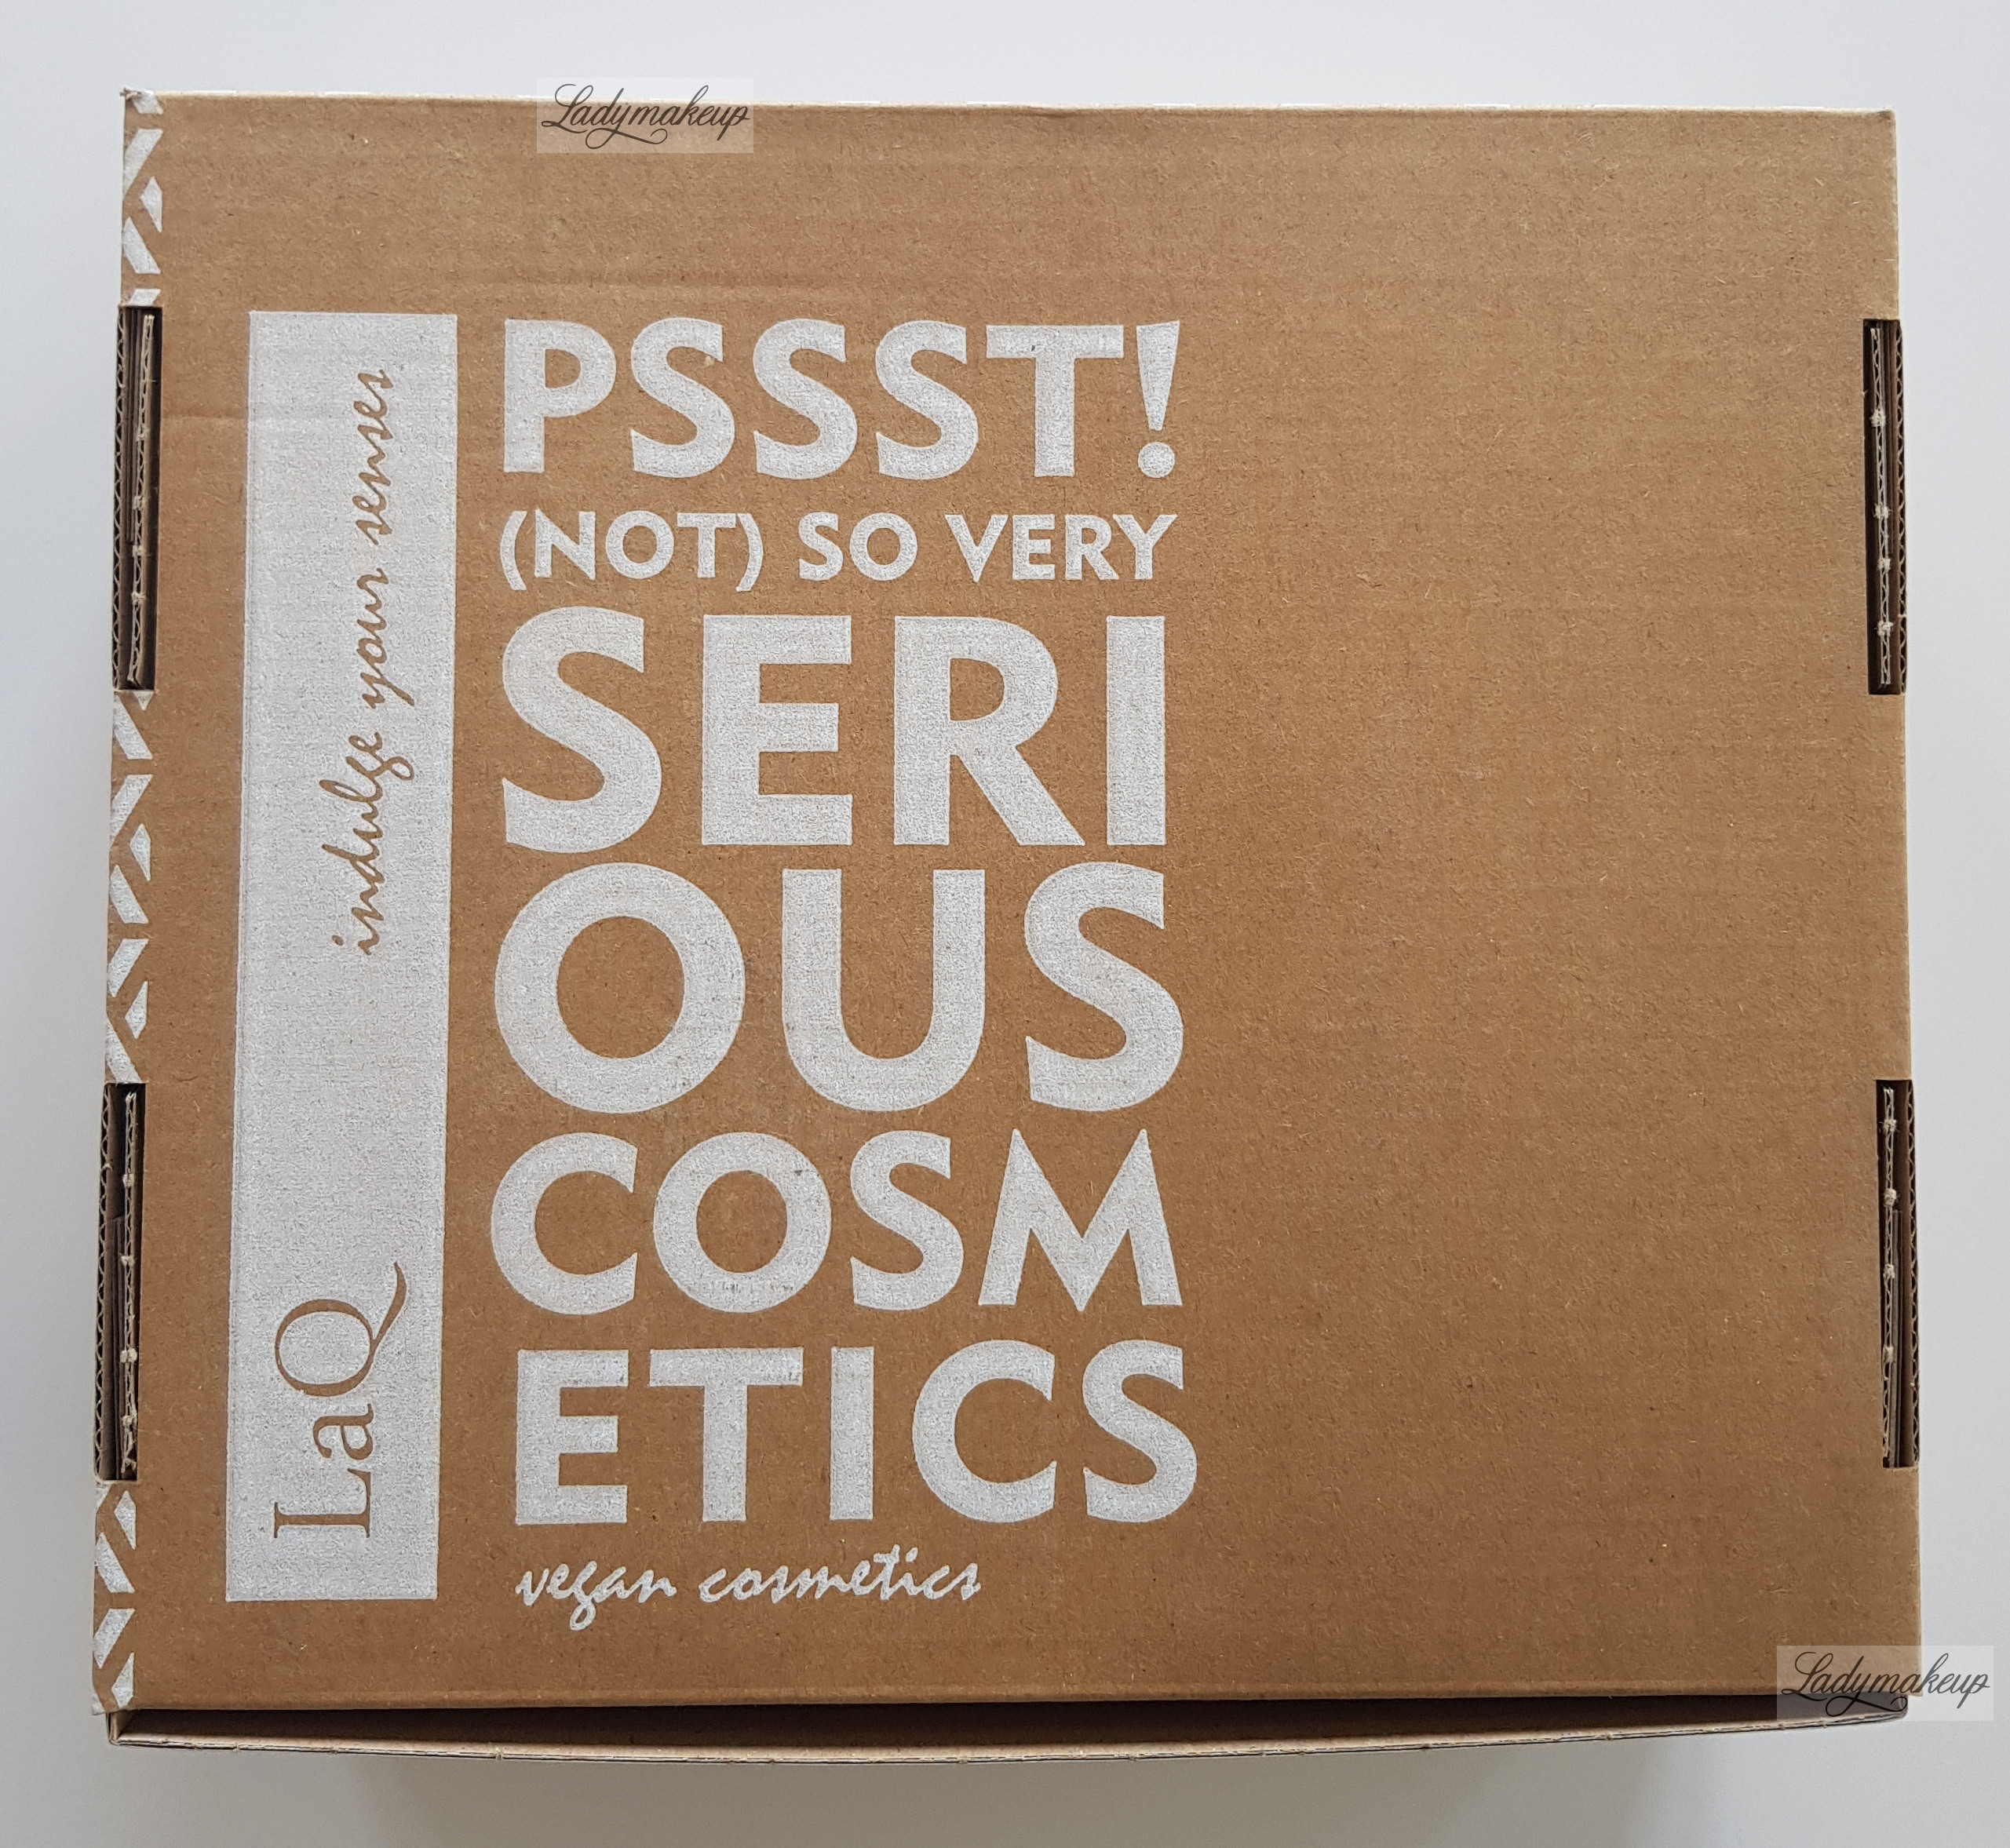 Ladymakeup
LaQ indulge your senses
PSSST!
(NOT) SO VERY
SERI
OUS
COSM
ETICS
vegan cosmetics
Ladymakeup